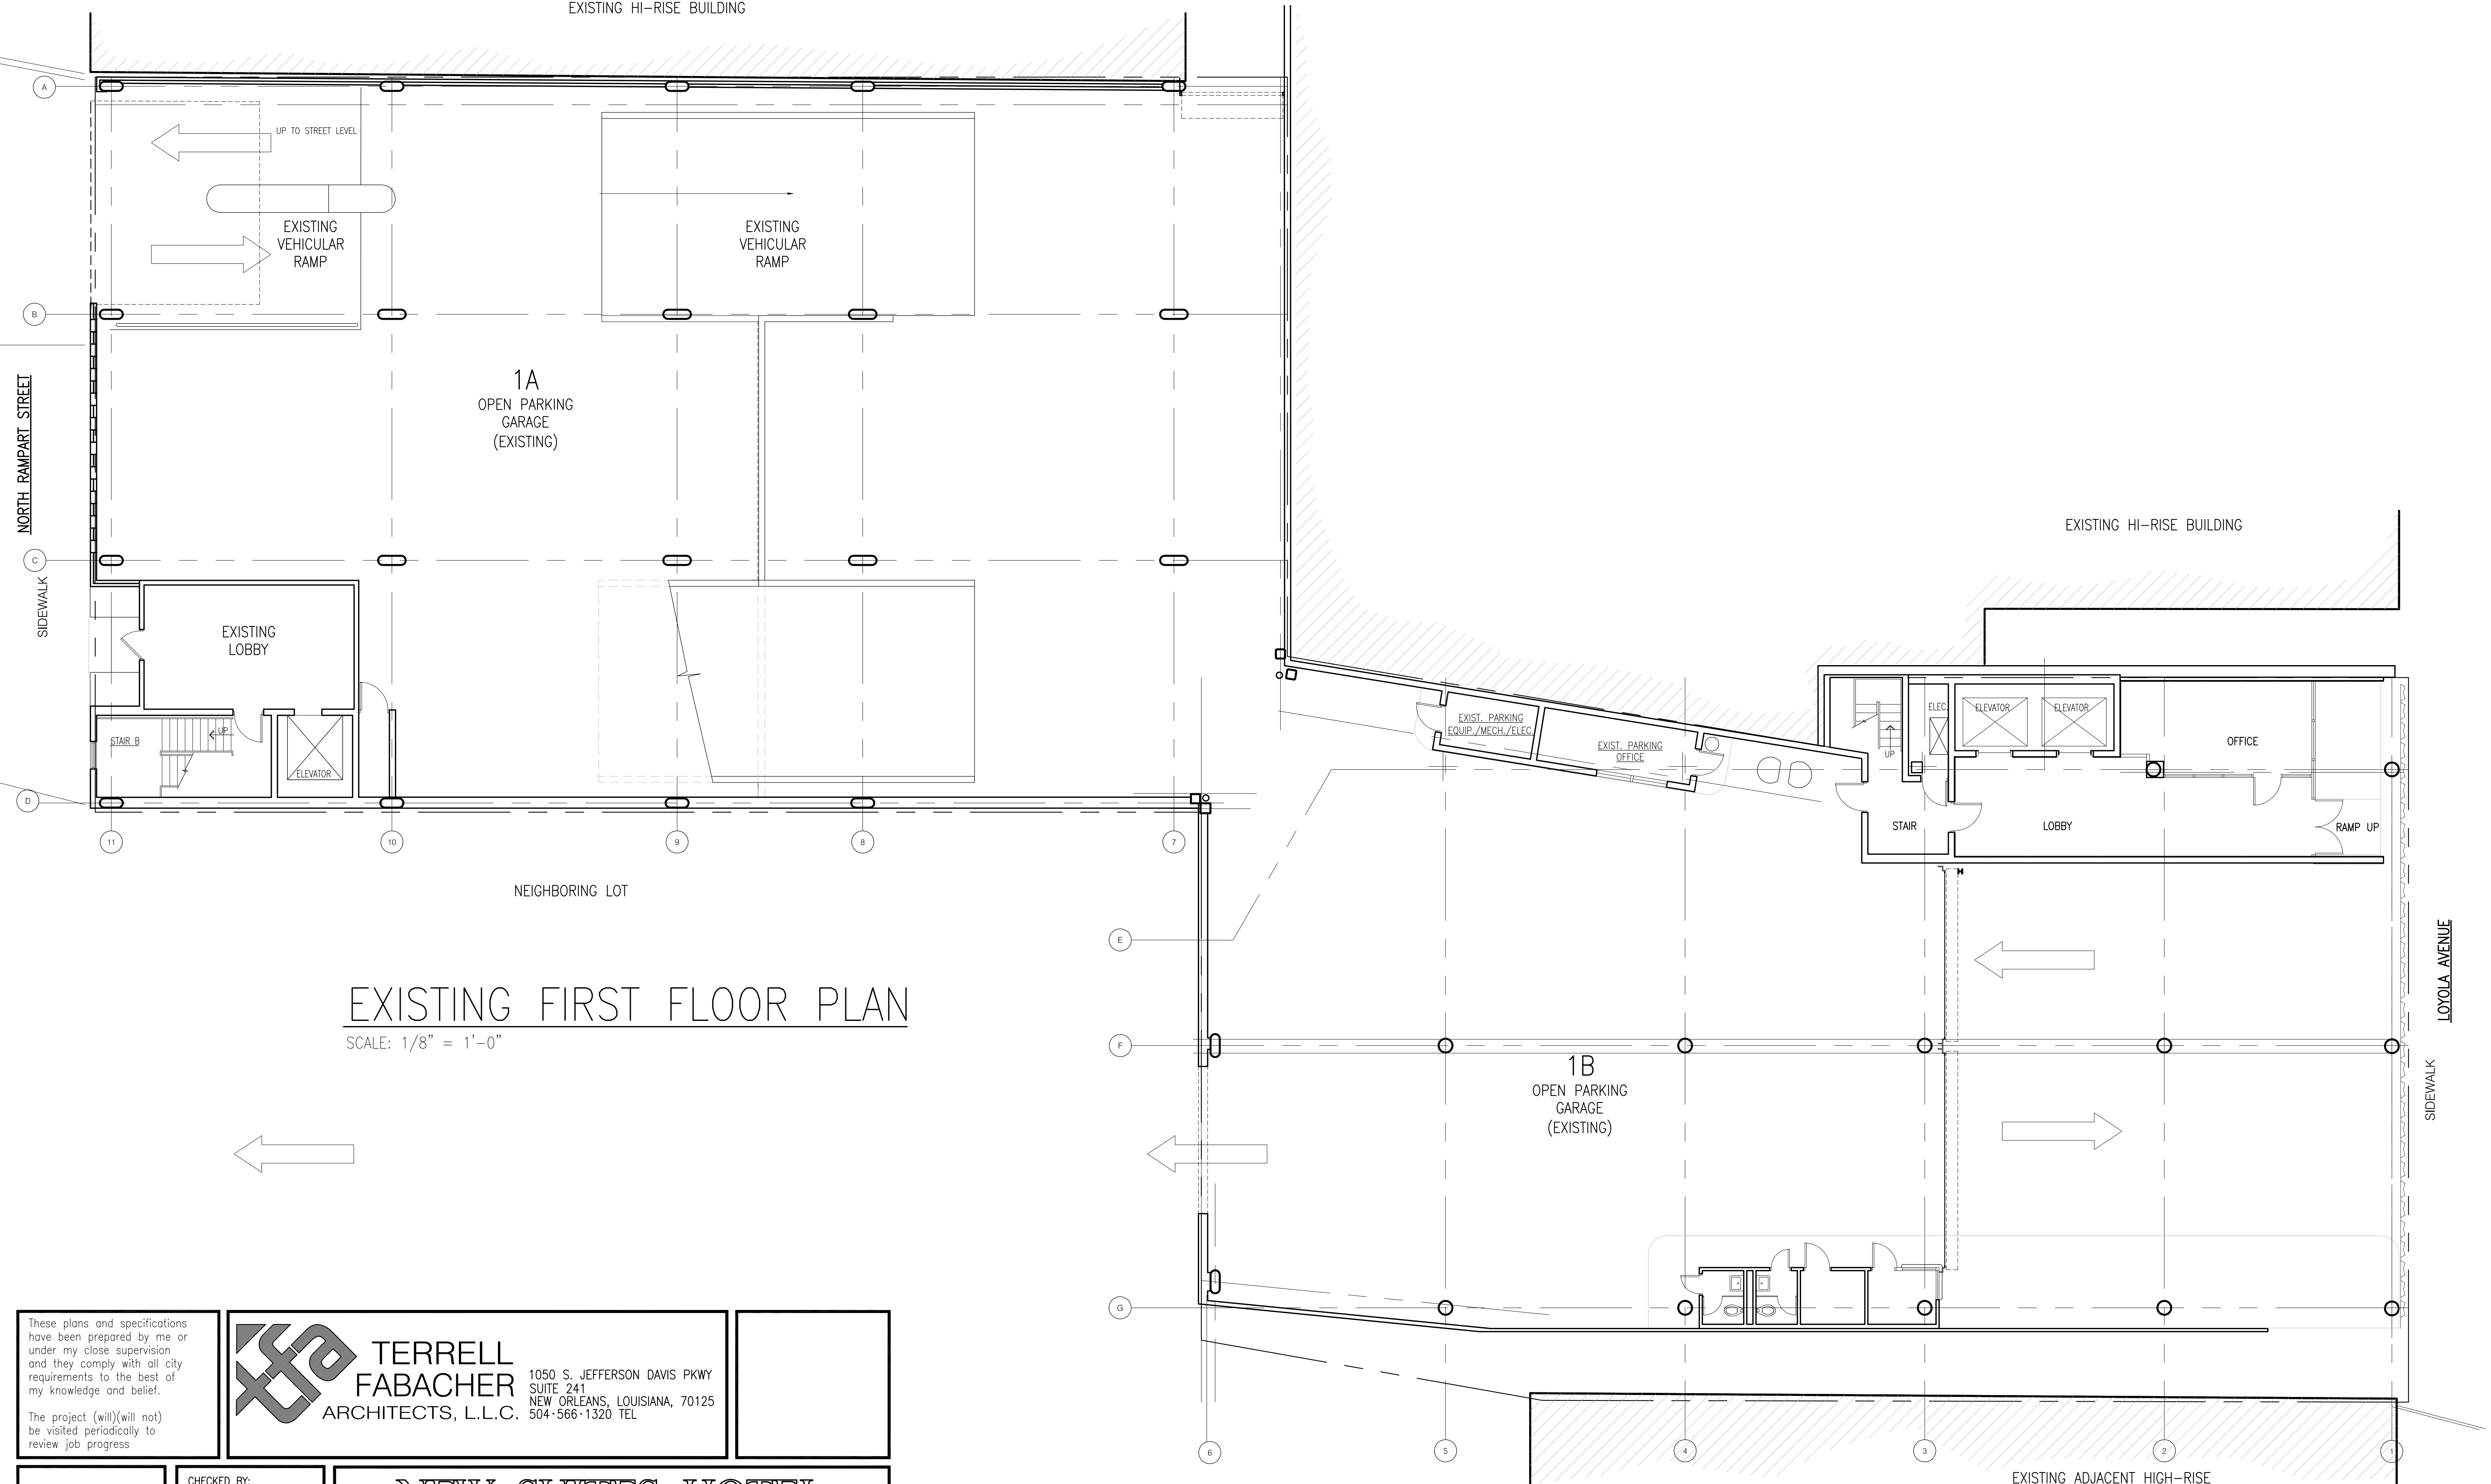 EXISTING HI-RISE BUILDING
A
UP TO STREET LEVEL
EXISTING
VEHICULAR
RAMP
EXISTING
VEHICULAR
RAMP
B
1A
OPEN PARKING
GARAGE
(EXISTING)
NORTH RAMPART STREET
C
SIDEWALK
EXISTING
LOBBY
STAIR B
UP
ELEVATOR
D
11
10
9
8
7
NEIGHBORING LOT
EXISTING HI-RISE BUILDING
EXIST. PARKING
EQUIP./MECH./ELEC.
EXIST. PARKING
OFFICE
UP
ELEC.
ELEVATOR
ELEVATOR
OFFICE
STAIR
LOBBY
RAMP UP
E
LOYOLA AVENUE
EXISTING FIRST FLOOR PLAN
SCALE: 1/8" = 1'-0"
F
1B
OPEN PARKING
GARAGE
(EXISTING)
SIDEWALK
G
6
5
4
3
2
1
EXISTING ADJACENT HIGH-RISE
These plans and specifications
have been prepared by me or
under my close supervision
and they comply with all city
requirements to the best of
my knowledge and belief.
The project (will)(will not)
be visited periodically to
review job progress
tfa
TERRELL
FABACHER
ARCHITECTS, L.L.C.
1050 S. JEFFERSON DAVIS PKWY
SUITE 241
NEW ORLEANS, LOUISIANA, 70125
504·566·1320 TEL
CHECKED BY:
NEW SUITES HOTEL